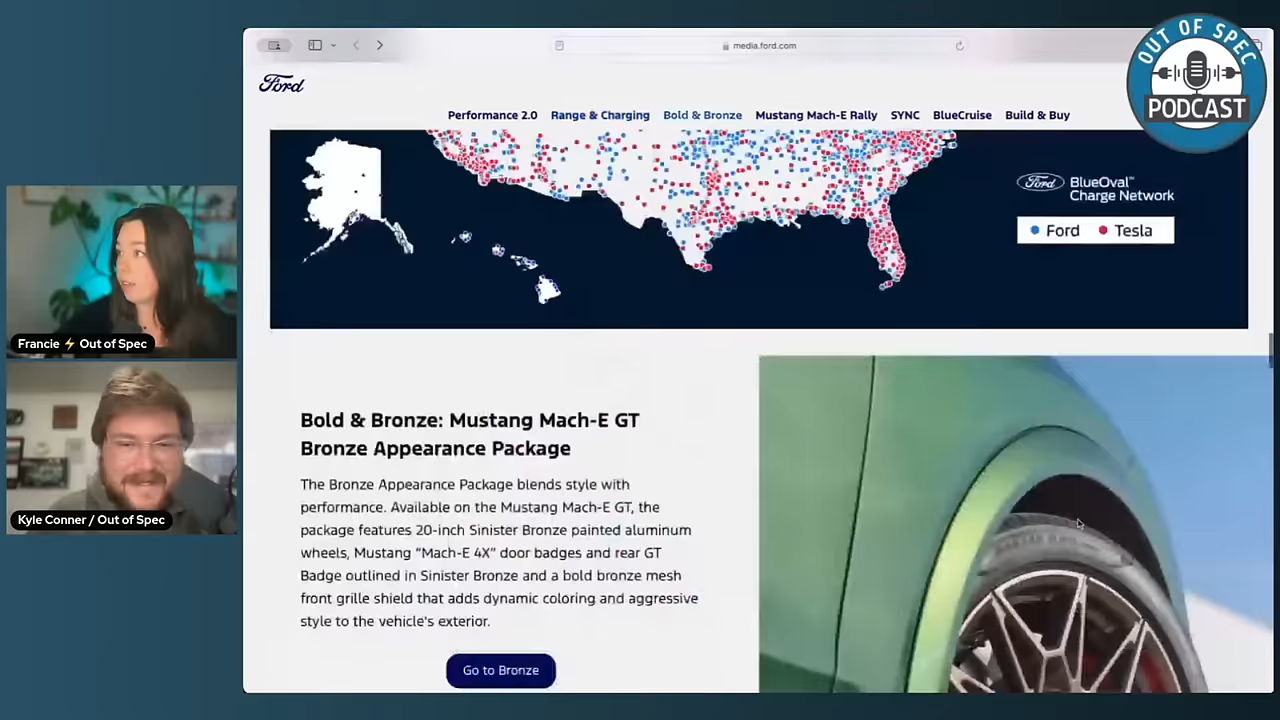 OUT OF SPEC
PODCAST
media.ford.com
Ford
Performance 2.0 Range & Charging Bold & Bronze Mustang Mach-E Rally SYNC BlueCruise Build & Buy
Ford BlueOval™
Charge Network
Ford Tesla
Francie ⚡ Out of Spec
Kyle Conner / Out of Spec
Bold & Bronze: Mustang Mach-E GT
Bronze Appearance Package
The Bronze Appearance Package blends style with
performance. Available on the Mustang Mach-E GT, the
package features 20-inch Sinister Bronze painted aluminum
wheels, Mustang “Mach-E 4X” door badges and rear GT
Badge outlined in Sinister Bronze and a bold bronze mesh
front grille shield that adds dynamic coloring and aggressive
style to the vehicle's exterior.
Go to Bronze